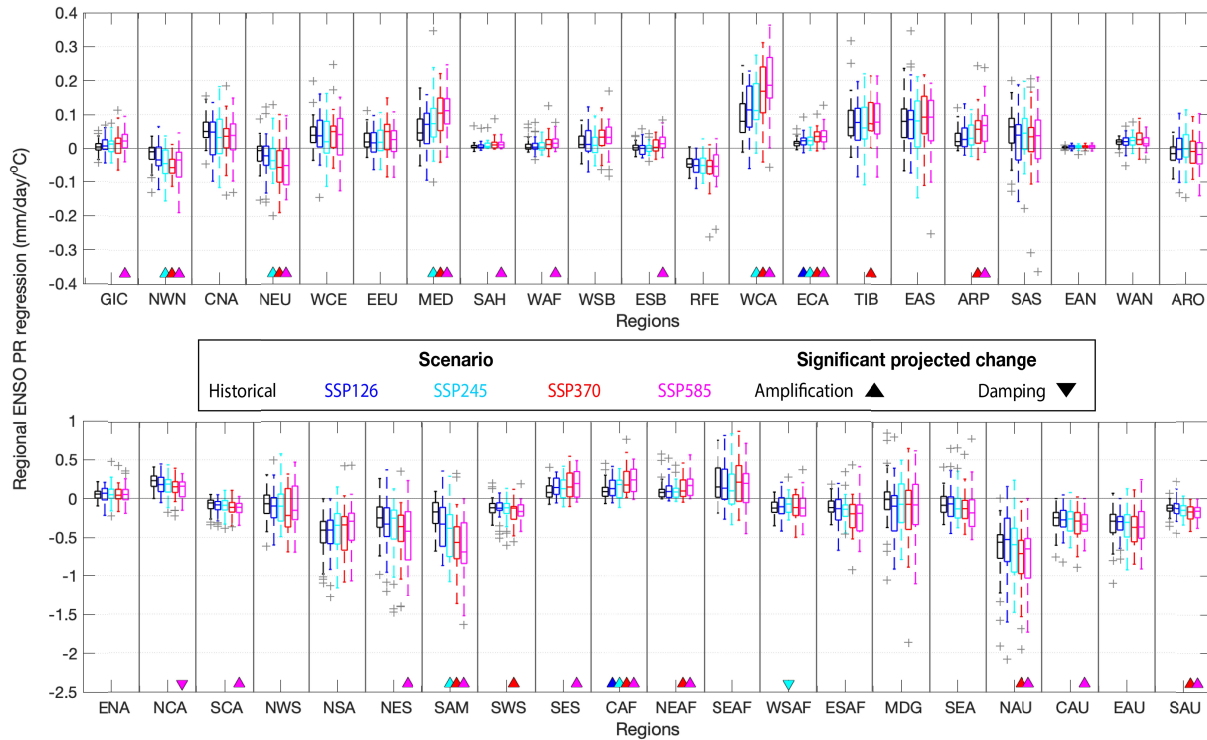 Regional ENSO PR regression (mm/day/°C)
0.4
0.3
0.2
0.1
0
-0.1
-0.2
-0.3
-0.4
GIC NWN CNA NEU WCE EEU MED SAH WAF WSB ESB RFE WCA ECA TIB EAS ARP SAS EAN WAN ARO
Regions
Scenario Significant projected change
Historical SSP126 SSP245 SSP370 SSP585 Amplification Damping
1
0.5
0
-0.5
-1
-1.5
-2
-2.5
ENA NCA SCA NWS NSA NES SAM SWS SES CAF NEAF SEAF WSAF ESAF MDG SEA NAU CAU EAU SAU
Regions